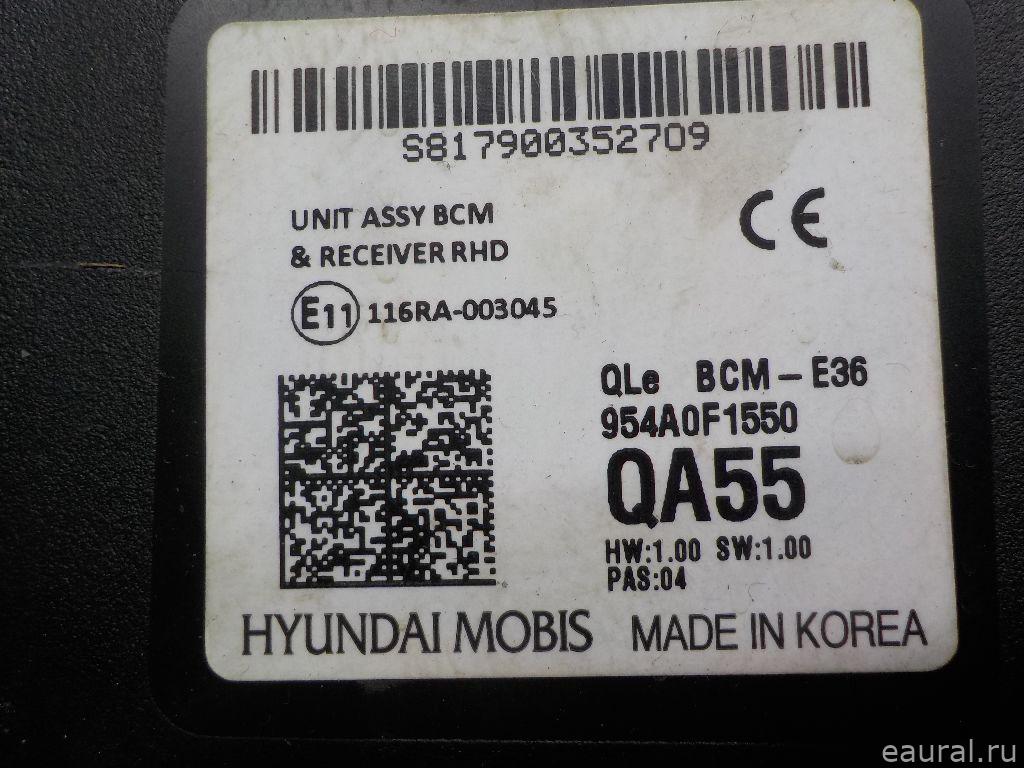 S8179003527O9
UNIT ASSY BCM
& RECEIVER RHD
CE
E11 116RA-003045
QLe BCM-E36
954A0F1550
QA55
HW:1.00 SW:1.00
PAS:04
HYUNDAI MOBIS MADE IN KOREA
eaural.ru